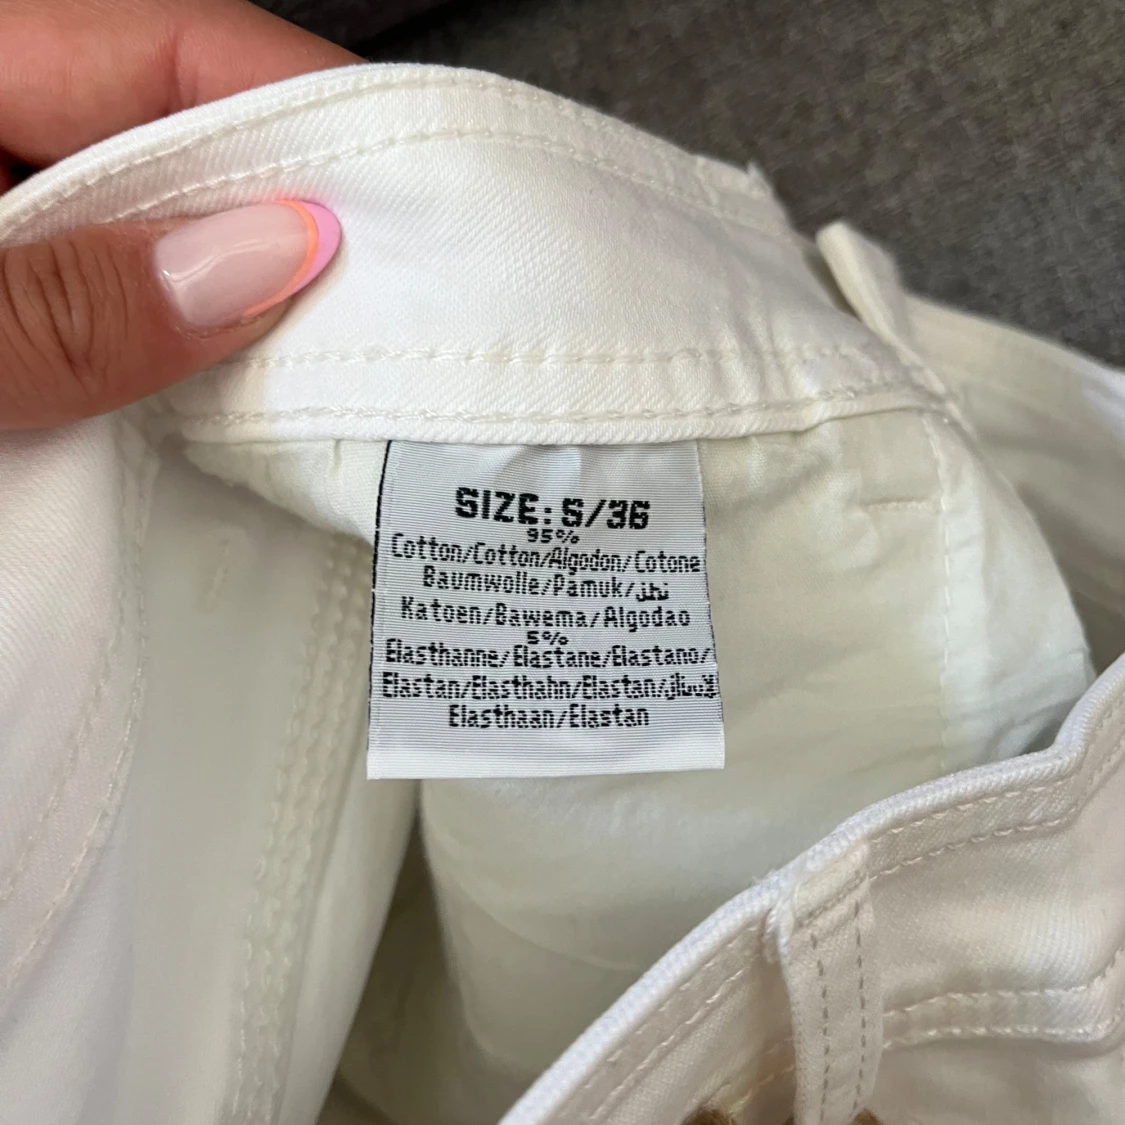 SIZE: S/36
95%
Cotton/Cotton/Algodon/Cotone
Baumwolle/Pamuk/قطن
Katoen/Bawema/Algodao
5%
Elasthanne/Elastane/Elastano/
Elastan/Elasthahn/Elastan/
Elasthaan/Elastan